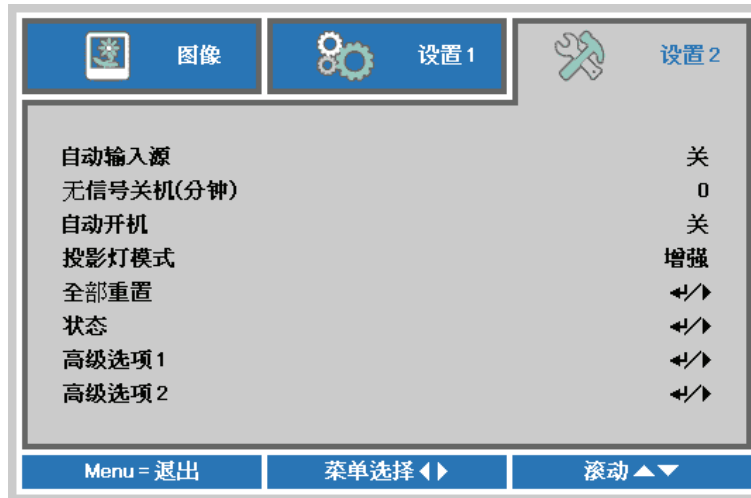 图像
设置 1
设置 2
自动输入源 关
无信号关机(分钟) 0
自动开机 关
投影灯模式 增强
全部重置 ↵/▶
状态 ↵/▶
高级选项 1 ↵/▶
高级选项 2 ↵/▶
Menu = 退出
菜单选择 ◀▶
滚动 ▲▼